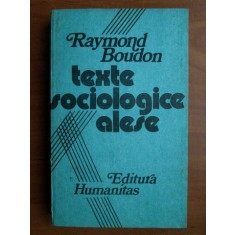 Raymond
Boudon
texte
sociologice
alese
Editura
Humanitas